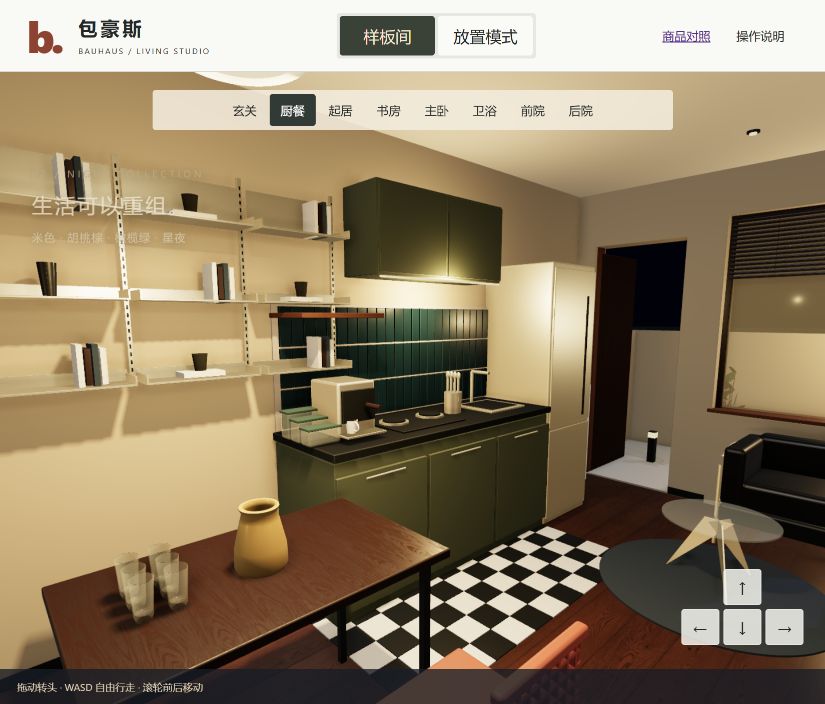 b.
包豪斯
BAUHAUS / LIVING STUDIO
样板间
放置模式
商品对照
操作说明
玄关
厨餐
起居
书房
主卧
卫浴
前院
后院
COLLECTION
生活可以重组。
米色 · 胡桃棕 · 橄榄绿 · 星夜
↑
← ↓ →
拖动转头 · WASD 自由行走 · 滚轮前后移动